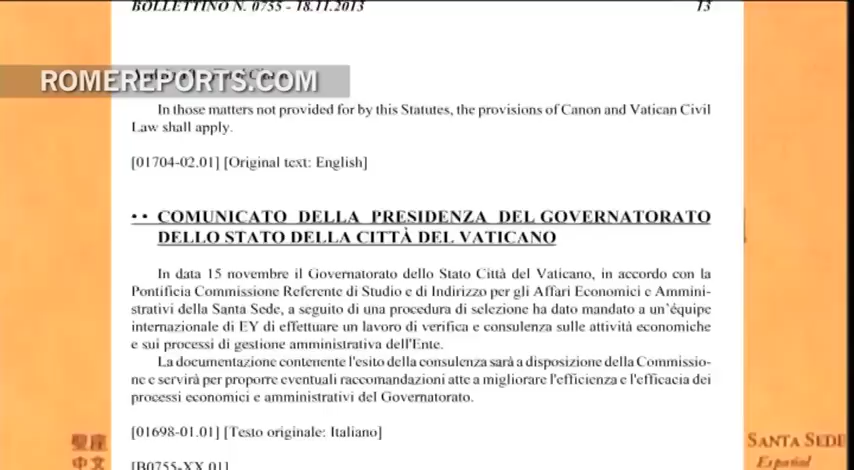 BOLLETTINO N. 0755 - 18.11.2013 13
ROMEREPORTS.COM
In those matters not provided for by this Statutes, the provisions of Canon and Vatican Civil
Law shall apply.
[01704-02.01] [Original text: English]
•• COMUNICATO DELLA PRESIDENZA DEL GOVERNATORATO
DELLO STATO DELLA CITTÀ DEL VATICANO
In data 15 novembre il Governatorato dello Stato Città del Vaticano, in accordo con la
Pontificia Commissione Referente di Studio e di Indirizzo per gli Affari Economici e Ammini-
strativi della Santa Sede, a seguito di una procedura di selezione ha dato mandato a un'équipe
internazionale di EY di effettuare un lavoro di verifica e consulenza sulle attività economiche
e sui processi di gestione amministrativa dell'Ente.
La documentazione contenente l'esito della consulenza sarà a disposizione della Commissio-
ne e servirà per proporre eventuali raccomandazioni atte a migliorare l'efficienza e l'efficacia dei
processi economici e amministrativi del Governatorato.
[01698-01.01] [Testo originale: Italiano]
[B0755-XX.01]
聖座
中文
SANTA SEDE
Español